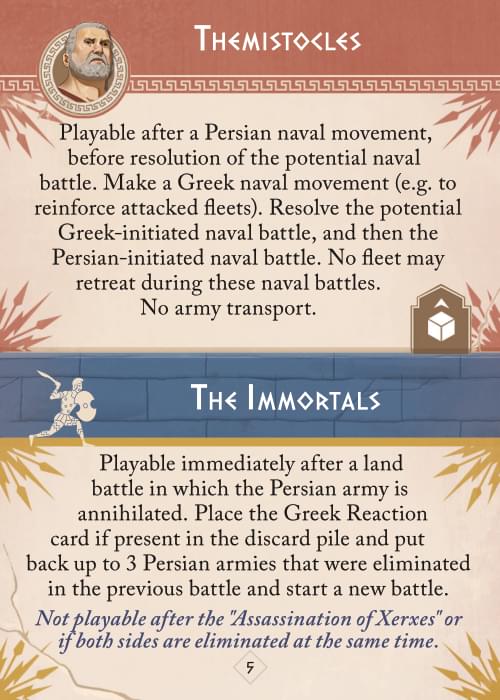 Themistocles
Playable after a Persian naval movement,
before resolution of the potential naval
battle. Make a Greek naval movement (e.g. to
reinforce attacked fleets). Resolve the potential
Greek-initiated naval battle, and then the
Persian-initiated naval battle. No fleet may
retreat during these naval battles.
No army transport.
The Immortals
Playable immediately after a land
battle in which the Persian army is
annihilated. Place the Greek Reaction
card if present in the discard pile and put
back up to 3 Persian armies that were eliminated
in the previous battle and start a new battle.
Not playable after the "Assassination of Xerxes" or
if both sides are eliminated at the same time.
5